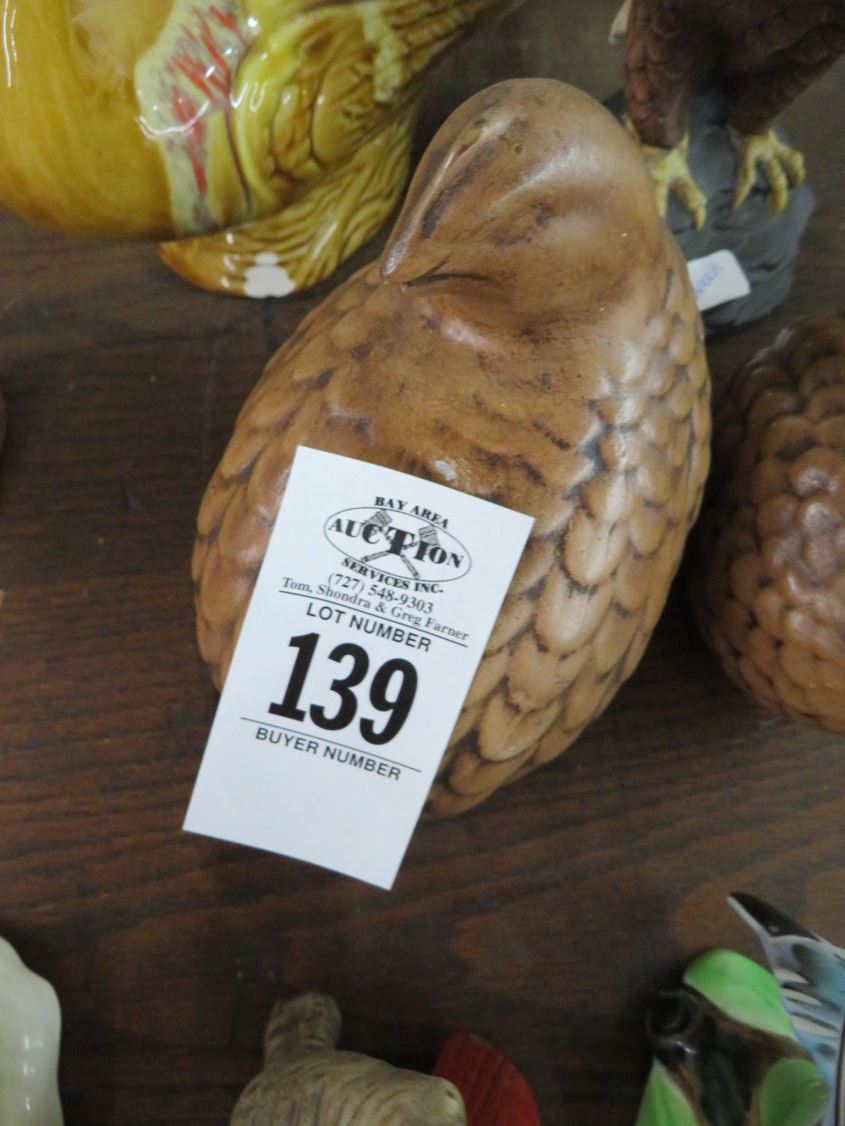 BAY AREA
AUCTION
SERVICES INC.
(727) 548-9303
Tom, Shondra & Greg Farner
LOT NUMBER
139
BUYER NUMBER